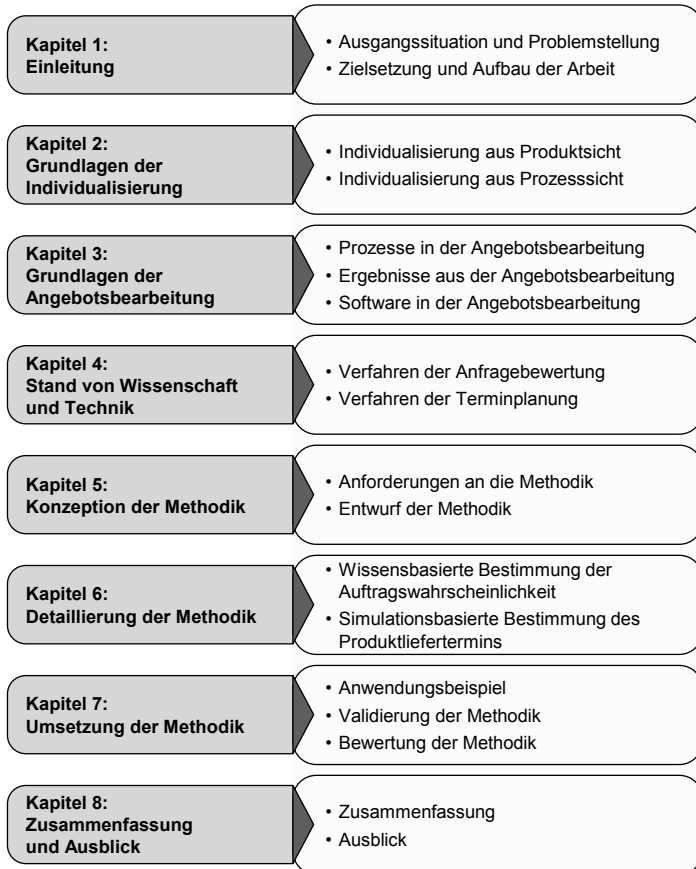 Kapitel 1:
Einleitung
• Ausgangssituation und Problemstellung
• Zielsetzung und Aufbau der Arbeit
Kapitel 2:
Grundlagen der
Individualisierung
• Individualisierung aus Produktsicht
• Individualisierung aus Prozesssicht
Kapitel 3:
Grundlagen der
Angebotsbearbeitung
• Prozesse in der Angebotsbearbeitung
• Ergebnisse aus der Angebotsbearbeitung
• Software in der Angebotsbearbeitung
Kapitel 4:
Stand von Wissenschaft
und Technik
• Verfahren der Anfragebewertung
• Verfahren der Terminplanung
Kapitel 5:
Konzeption der Methodik
• Anforderungen an die Methodik
• Entwurf der Methodik
Kapitel 6:
Detaillierung der Methodik
• Wissensbasierte Bestimmung der
Auftragswahrscheinlichkeit
• Simulationsbasierte Bestimmung des
Produktliefertermins
Kapitel 7:
Umsetzung der Methodik
• Anwendungsbeispiel
• Validierung der Methodik
• Bewertung der Methodik
Kapitel 8:
Zusammenfassung
und Ausblick
• Zusammenfassung
• Ausblick